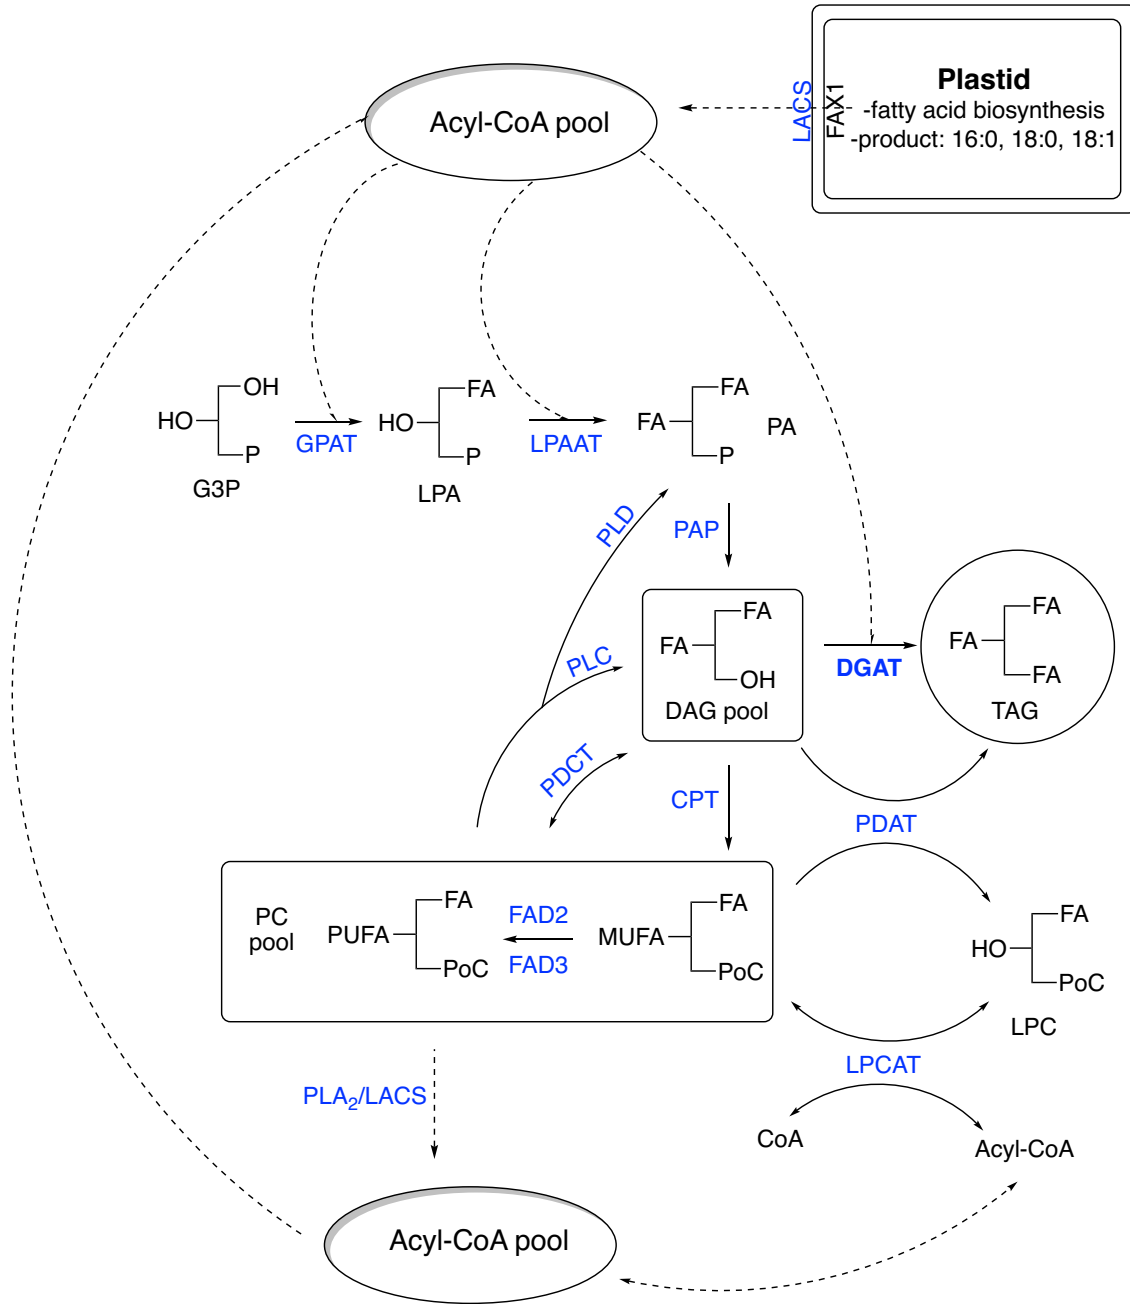 Plastid
-fatty acid biosynthesis
-product: 16:0, 18:0, 18:1
FAX1
LACS
Acyl-CoA pool
OH
HO
P
G3P
GPAT
FA
HO
P
LPA
LPAAT
FA
FA
P
PA
PLD
PAP
FA
FA
OH
DAG pool
PLC
DGAT
FA
FA
FA
TAG
PDCT
CPT
PDAT
PC
pool
FA
PUFA
PoC
FAD2
FAD3
FA
MUFA
PoC
FA
HO
PoC
LPC
LPCAT
PLA2/LACS
CoA
Acyl-CoA
Acyl-CoA pool